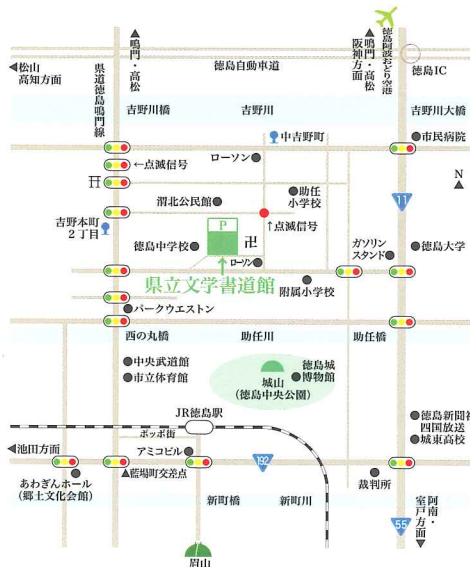 ▲鳴門・高松
◀松山
高知方面
県道徳島鳴門線
徳島自動車道
▲鳴門・高松
阪神方面
徳島阿波おどり空港
徳島IC
吉野川橋
吉野川
吉野川大橋
中吉野町
市民病院
ローソン
←点滅信号
N
▲
渭北公民館
助任
小学校
11
吉野本町
2丁目
P
↑点滅信号
徳島中学校
卍
ガソリン
スタンド
徳島大学
ローソン
県立文学書道館
附属小学校
パークウエストン
西の丸橋
助任川
助任橋
中央武道館
市立体育館
徳島城
博物館
城山
(徳島中央公園)
JR徳島駅
徳島新聞社
四国放送
城東高校
ポッポ街
◀池田方面
アミコビル
192
あわぎんホール
(郷土文化会館)
▲藍場町交差点
裁判所
新町橋
新町川
阿南・
室戸方面▼
55
眉山